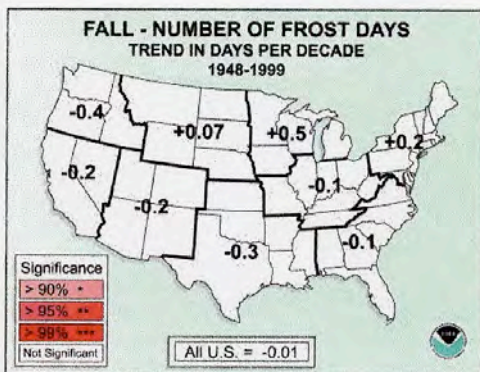 FALL - NUMBER OF FROST DAYS
TREND IN DAYS PER DECADE
1948-1999
-0.4
+0.07
+0.5
+0.2
-0.2
-0.2
-0.1
-0.3
-0.1
Significance
> 90% *
> 95% **
> 99% ***
Not Significant
All U.S. = -0.01